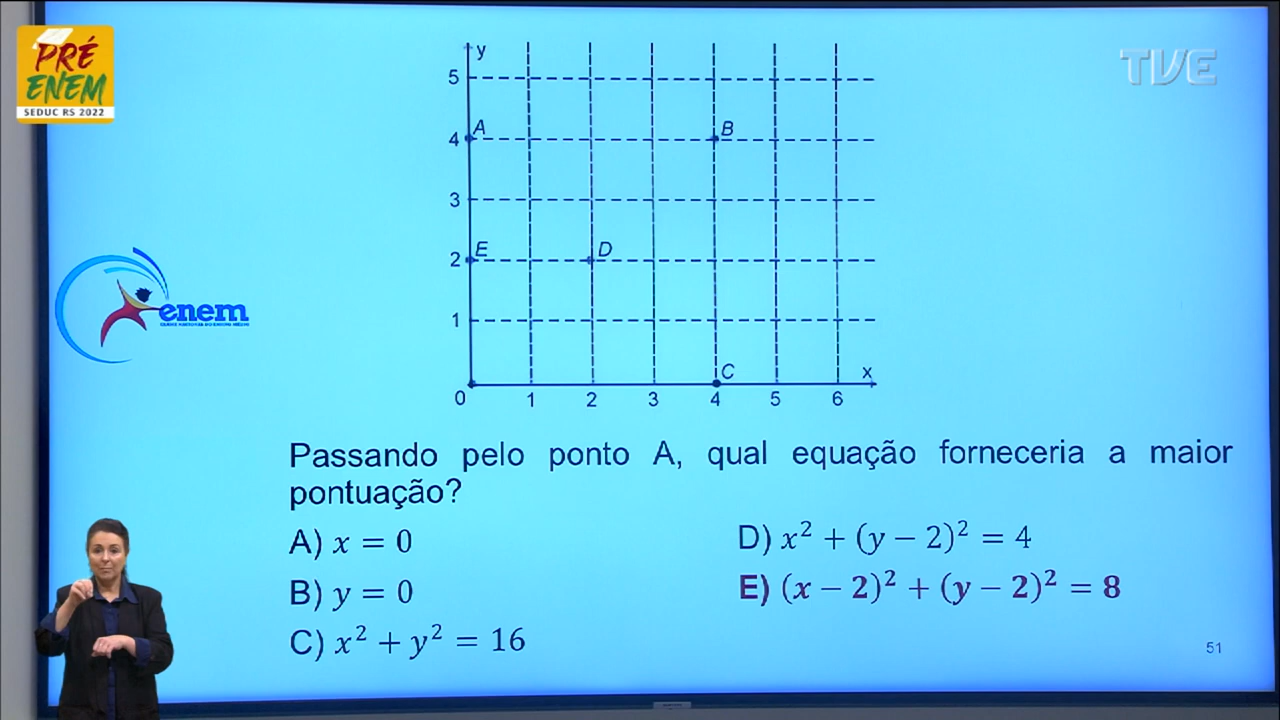 PRÉ
ENEM
SEDUC RS 2022
TVE
y
5
4 A B
3
2 E D
1
C x
0 1 2 3 4 5 6
enem
Passando pelo ponto A, qual equação forneceria a maior
pontuação?
A) x = 0
B) y = 0
C) x² + y² = 16
D) x² + (y − 2)² = 4
E) (x − 2)² + (y − 2)² = 8
51